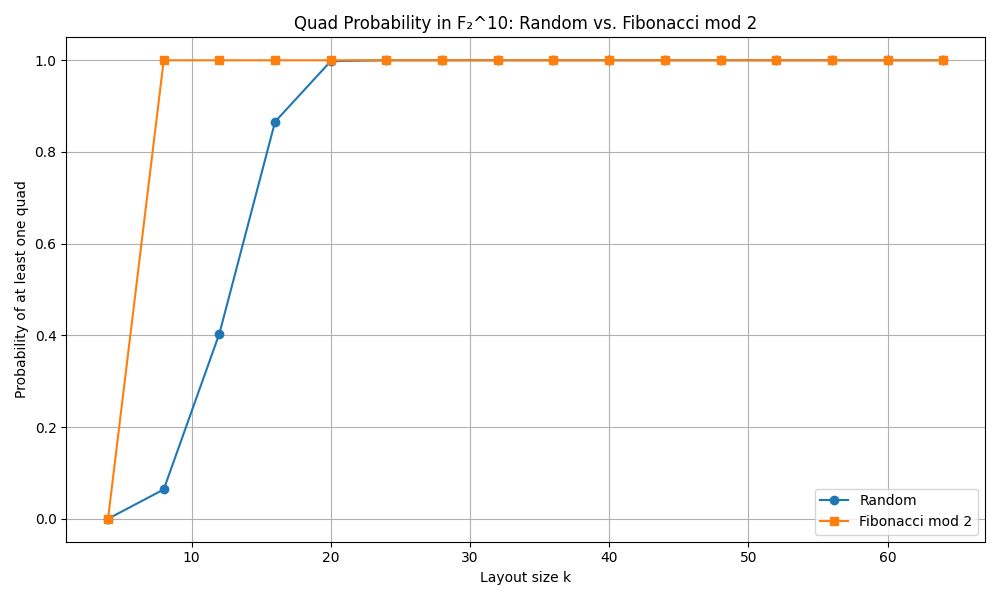 Quad Probability in F₂^10: Random vs. Fibonacci mod 2
Probability of at least one quad
1.0
0.8
0.6
0.4
0.2
0.0
10 20 30 40 50 60
Layout size k
Random
Fibonacci mod 2